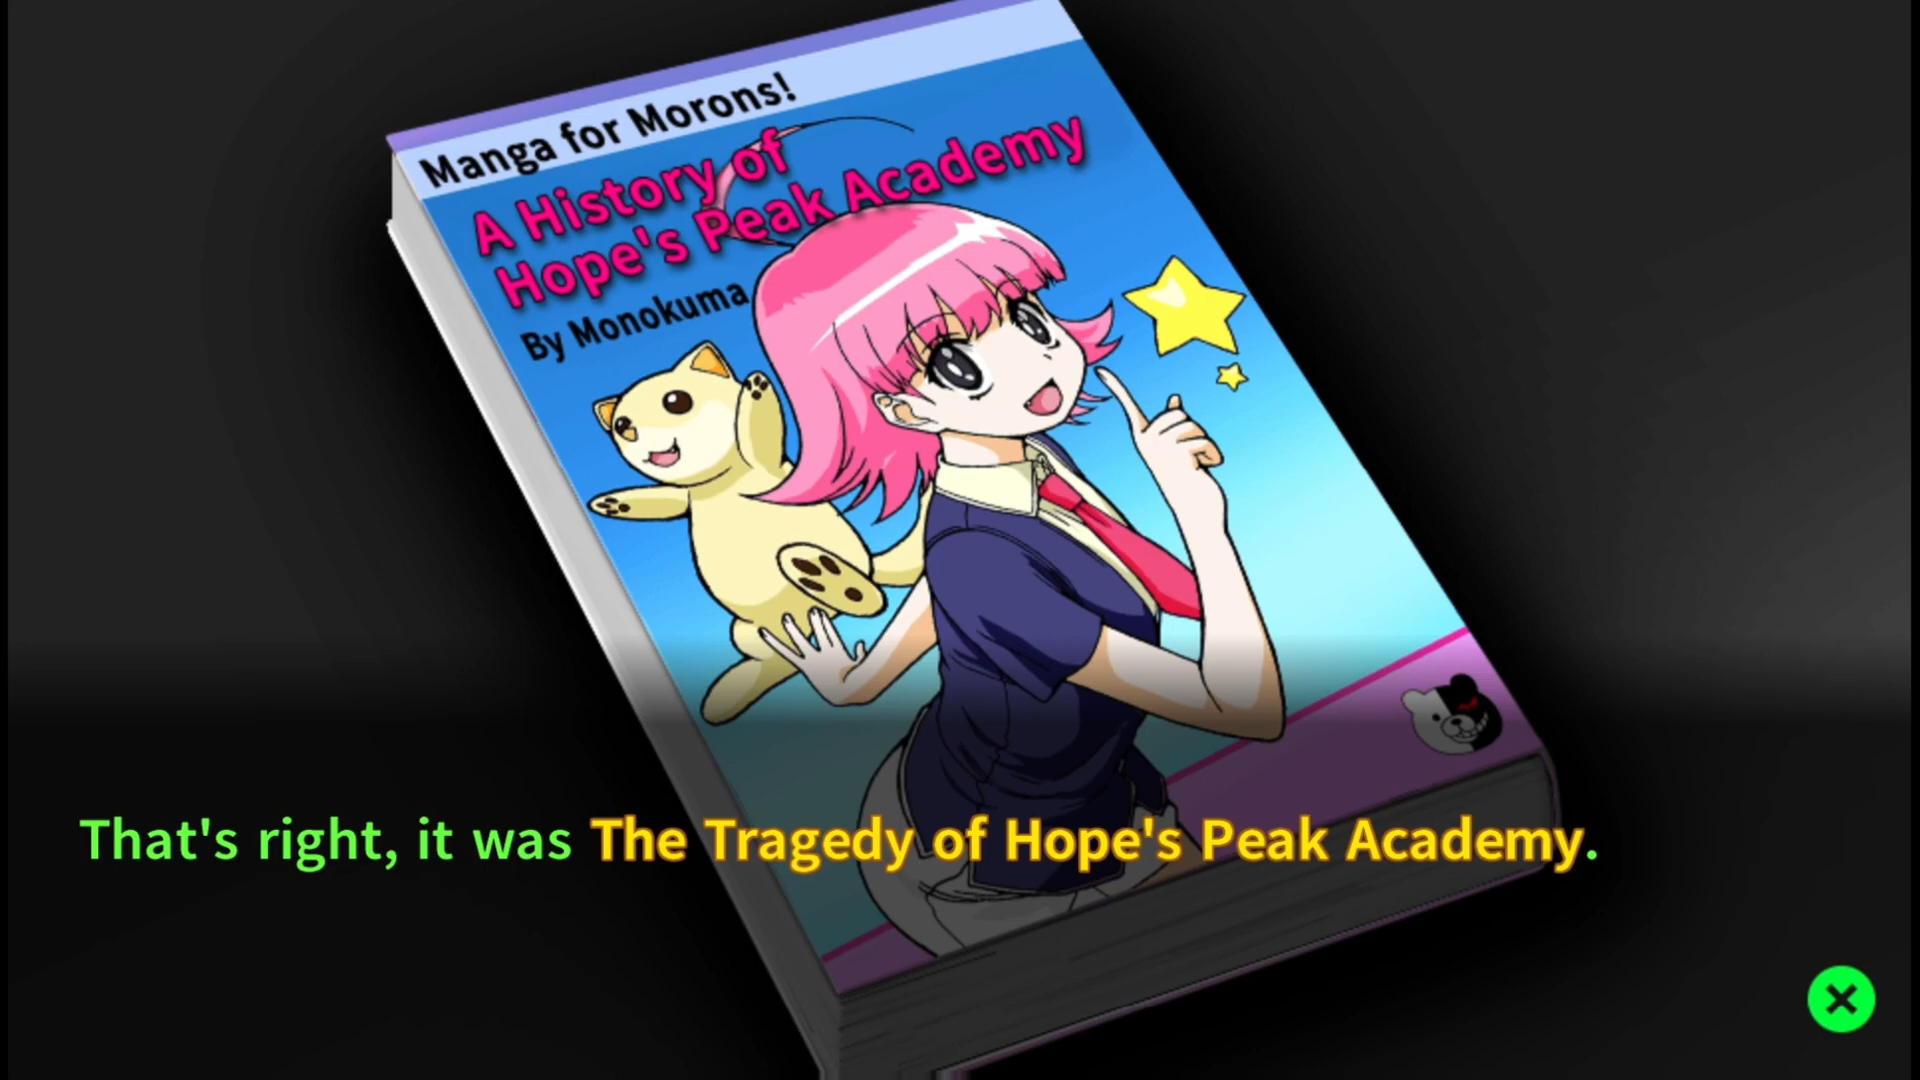 Manga for Morons!
A History of
Hope's Peak Academy
By Monokuma
That's right, it was The Tragedy of Hope's Peak Academy.